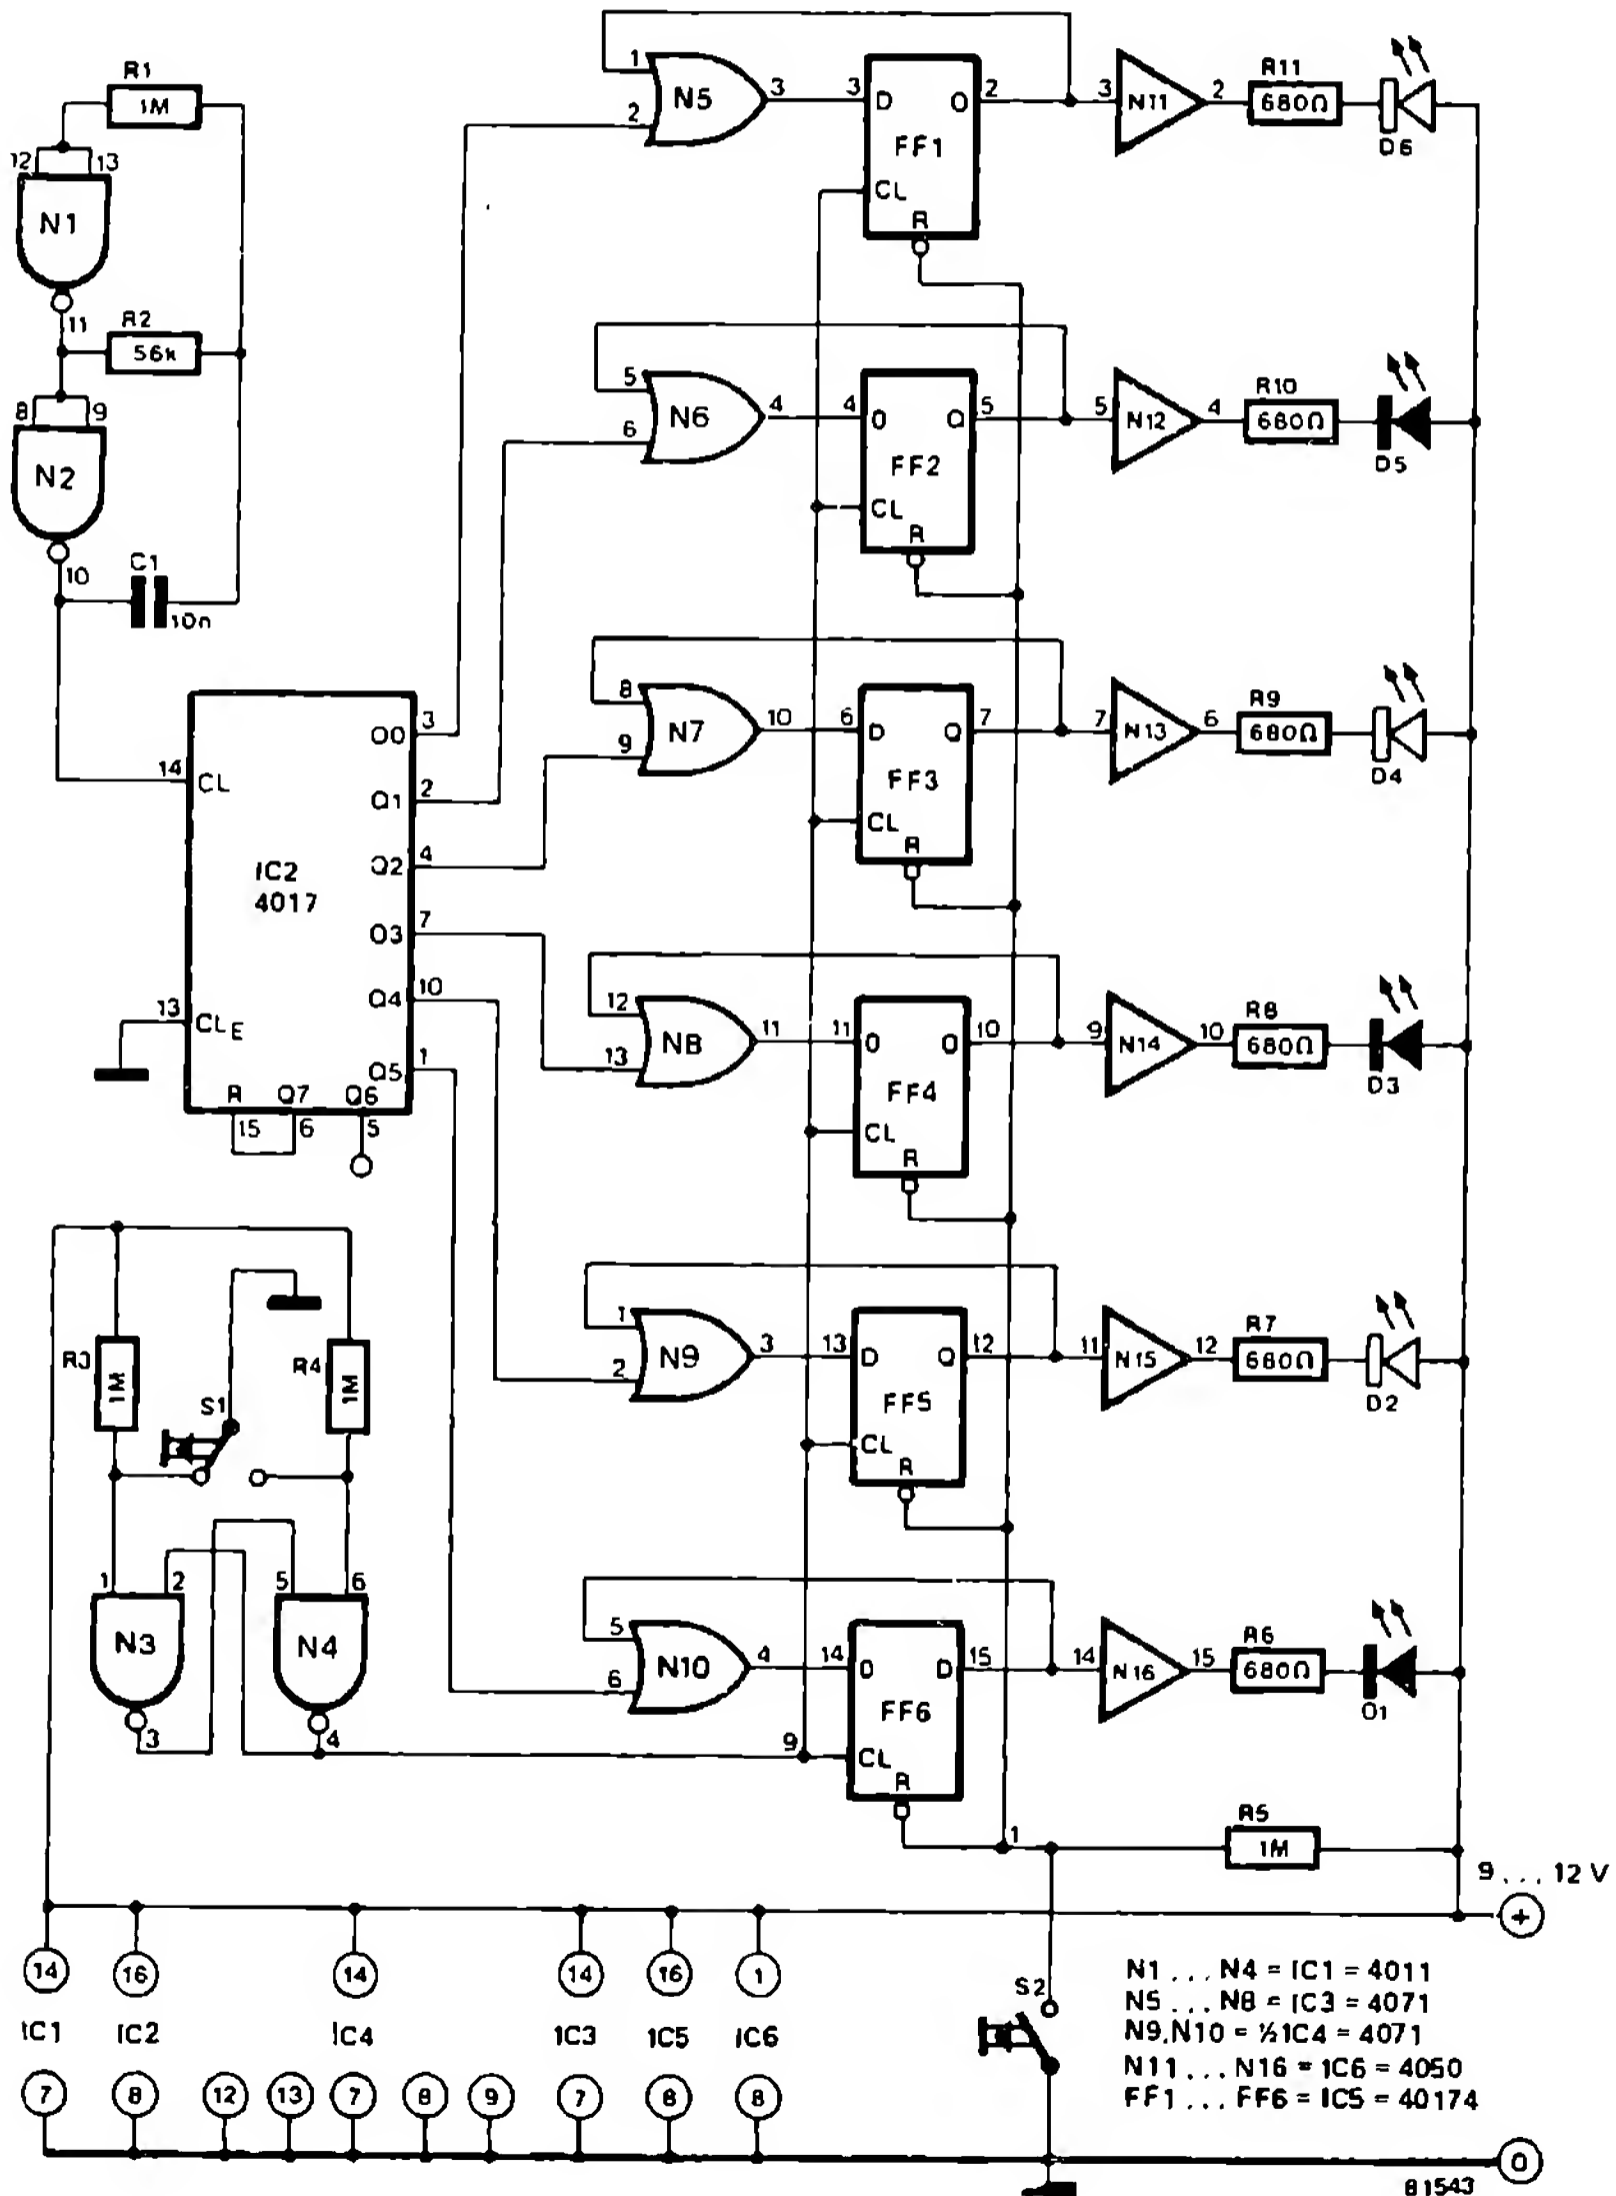 R1
1M
12
13
N1
11
R2
56k
8
9
N2
10
C1
10n
14
CL
IC2
4017
13
CLE
R
Q7
Q6
15
6
5
O0
3
Q1
2
Q2
4
O3
7
Q4
10
Q5
1
R3
1M
R4
1M
S1
1
2
5
6
N3
N4
3
4
1
2
N5
3
3
D
O
2
FF1
CL
R
3
N11
2
R11
680Ω
D6
5
6
N6
4
4
O
Q
5
FF2
CL
R
5
N12
4
R10
680Ω
D5
8
9
N7
10
6
D
Q
7
FF3
CL
R
7
N13
6
R9
680Ω
D4
12
13
N8
11
11
O
O
10
FF4
CL
R
9
N14
10
R8
680Ω
D3
1
2
N9
3
13
D
Q
12
FF5
CL
R
11
N15
12
R7
680Ω
D2
5
6
N10
4
14
O
D
15
FF6
9
CL
R
14
N16
15
R6
680Ω
O1
1
R5
1M
9 ... 12 V
+
14
16
14
14
16
1
IC1
IC2
IC4
IC3
IC5
IC6
7
8
12
13
7
8
9
7
8
8
S2
N1 ... N4 = IC1 = 4011
N5 ... N8 = IC3 = 4071
N9,N10 = ½ IC4 = 4071
N11 ... N16 = IC6 = 4050
FF1 ... FF6 = IC5 = 40174
0
81543